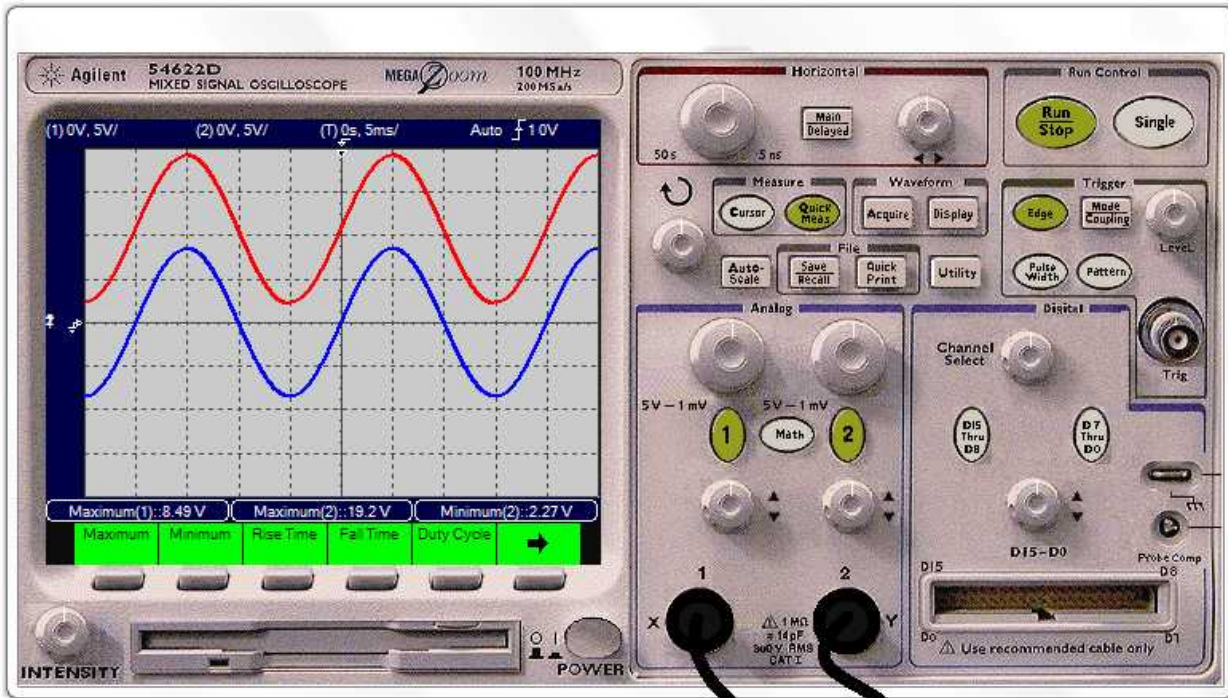 Agilent 54622D MIXED SIGNAL OSCILLOSCOPE MEGA Zoom 100 MHz 200 MSa/s
(1) 0V, 5V/ (2) 0V, 5V/ (T) 0s, 5ms/ Auto 1 0V
Maximum(1)::8.49 V Maximum(2)::19.2 V Minimum(2)::2.27 V
Maximum Minimum Rise Time Fall Time Duty Cycle
INTENSITY
POWER
Horizontal
Main Delayed
50 s 5 ns
Run Control
Run Stop Single
Measure
Cursor Quick Meas
Waveform
Acquire Display
Trigger
Edge Mode Coupling
Level
Pulse Width Pattern
Trig
File
Auto-Scale Save Recall Quick Print Utility
Analog
5V – 1 mV 5V – 1 mV
1 Math 2
1 2
X Y
⚠ 1 MΩ
≈ 14 pF
300 V RMS
CAT I
Digital
Channel Select
D15 Thru D8
D7 Thru D0
D15-D0
Probe Comp
D15 D8
D0 D7
⚠ Use recommended cable only